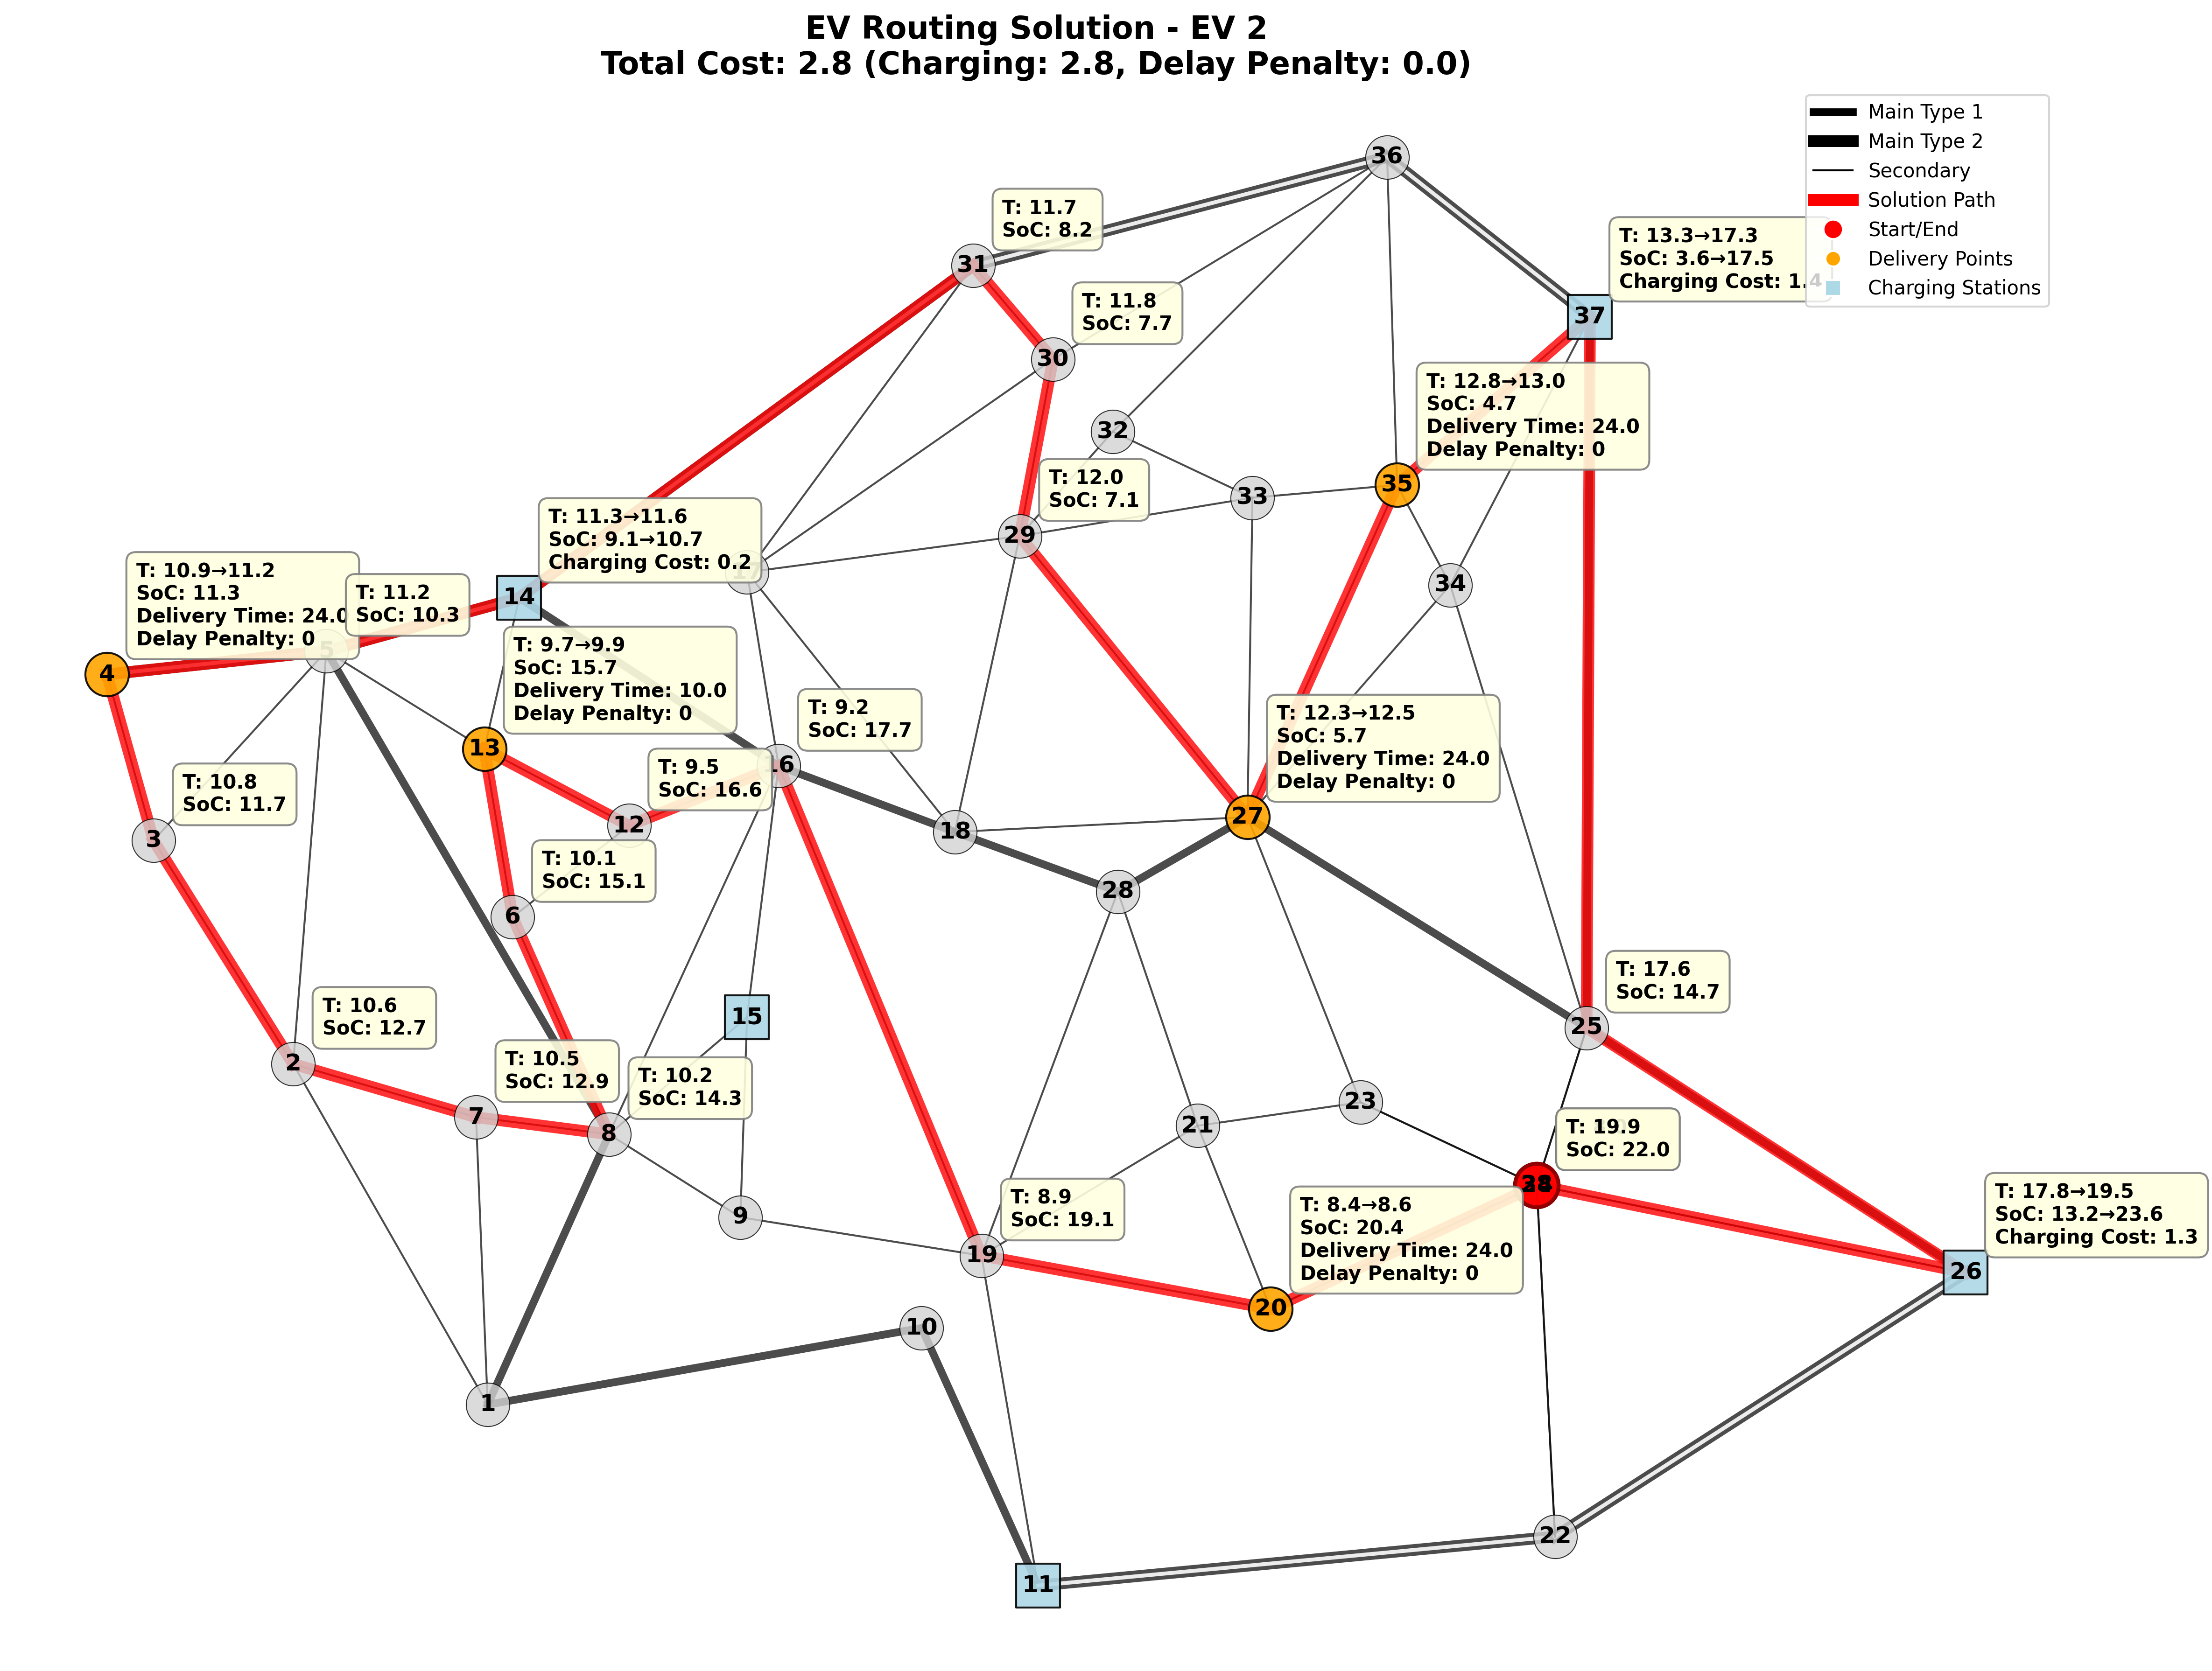 EV Routing Solution - EV 2
Total Cost: 2.8 (Charging: 2.8, Delay Penalty: 0.0)
Main Type 1
Main Type 2
Secondary
Solution Path
Start/End
Delivery Points
Charging Stations
36
T: 11.7
SoC: 8.2
31
T: 13.3→17.3
SoC: 3.6→17.5
Charging Cost: 1.4
37
T: 11.8
SoC: 7.7
30
T: 12.8→13.0
SoC: 4.7
Delivery Time: 24.0
Delay Penalty: 0
32
35
T: 12.0
SoC: 7.1
33
29
T: 11.3→11.6
SoC: 9.1→10.7
Charging Cost: 0.2
17
34
14
T: 10.9→11.2
SoC: 11.3
Delivery Time: 24.0
Delay Penalty: 0
T: 11.2
SoC: 10.3
5
4
T: 9.7→9.9
SoC: 15.7
Delivery Time: 10.0
Delay Penalty: 0
13
T: 9.2
SoC: 17.7
16
T: 9.5
SoC: 16.6
12
T: 10.8
SoC: 11.7
3
18
27
T: 12.3→12.5
SoC: 5.7
Delivery Time: 24.0
Delay Penalty: 0
T: 10.1
SoC: 15.1
6
28
T: 17.6
SoC: 14.7
25
15
T: 10.6
SoC: 12.7
2
T: 10.5
SoC: 12.9
7
T: 10.2
SoC: 14.3
8
21
23
T: 19.9
SoC: 22.0
9
T: 8.9
SoC: 19.1
19
T: 8.4→8.6
SoC: 20.4
Delivery Time: 24.0
Delay Penalty: 0
20
T: 17.8→19.5
SoC: 13.2→23.6
Charging Cost: 1.3
26
10
1
22
11